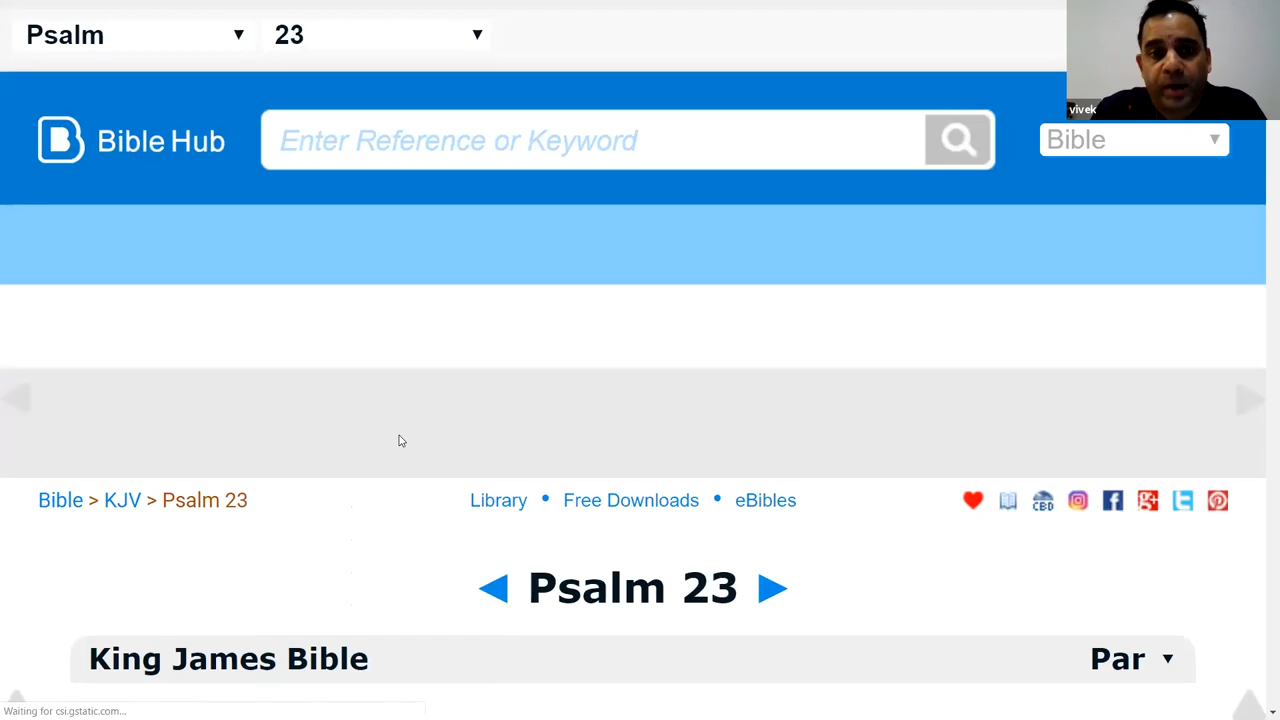 Psalm 23
vivek
Bible Hub Enter Reference or Keyword Bible
Bible > KJV > Psalm 23 Library • Free Downloads • eBibles CBD g+
Psalm 23
King James Bible Par
Waiting for csi.gstatic.com...